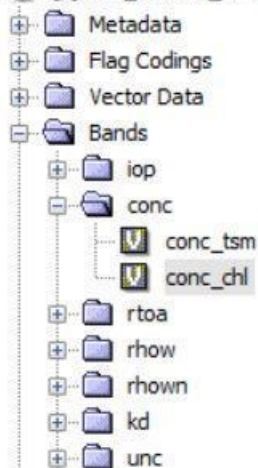 Metadata
Flag Codings
Vector Data
Bands
iop
conc
conc_tsm
conc_chl
rtoa
rhow
rhown
kd
unc